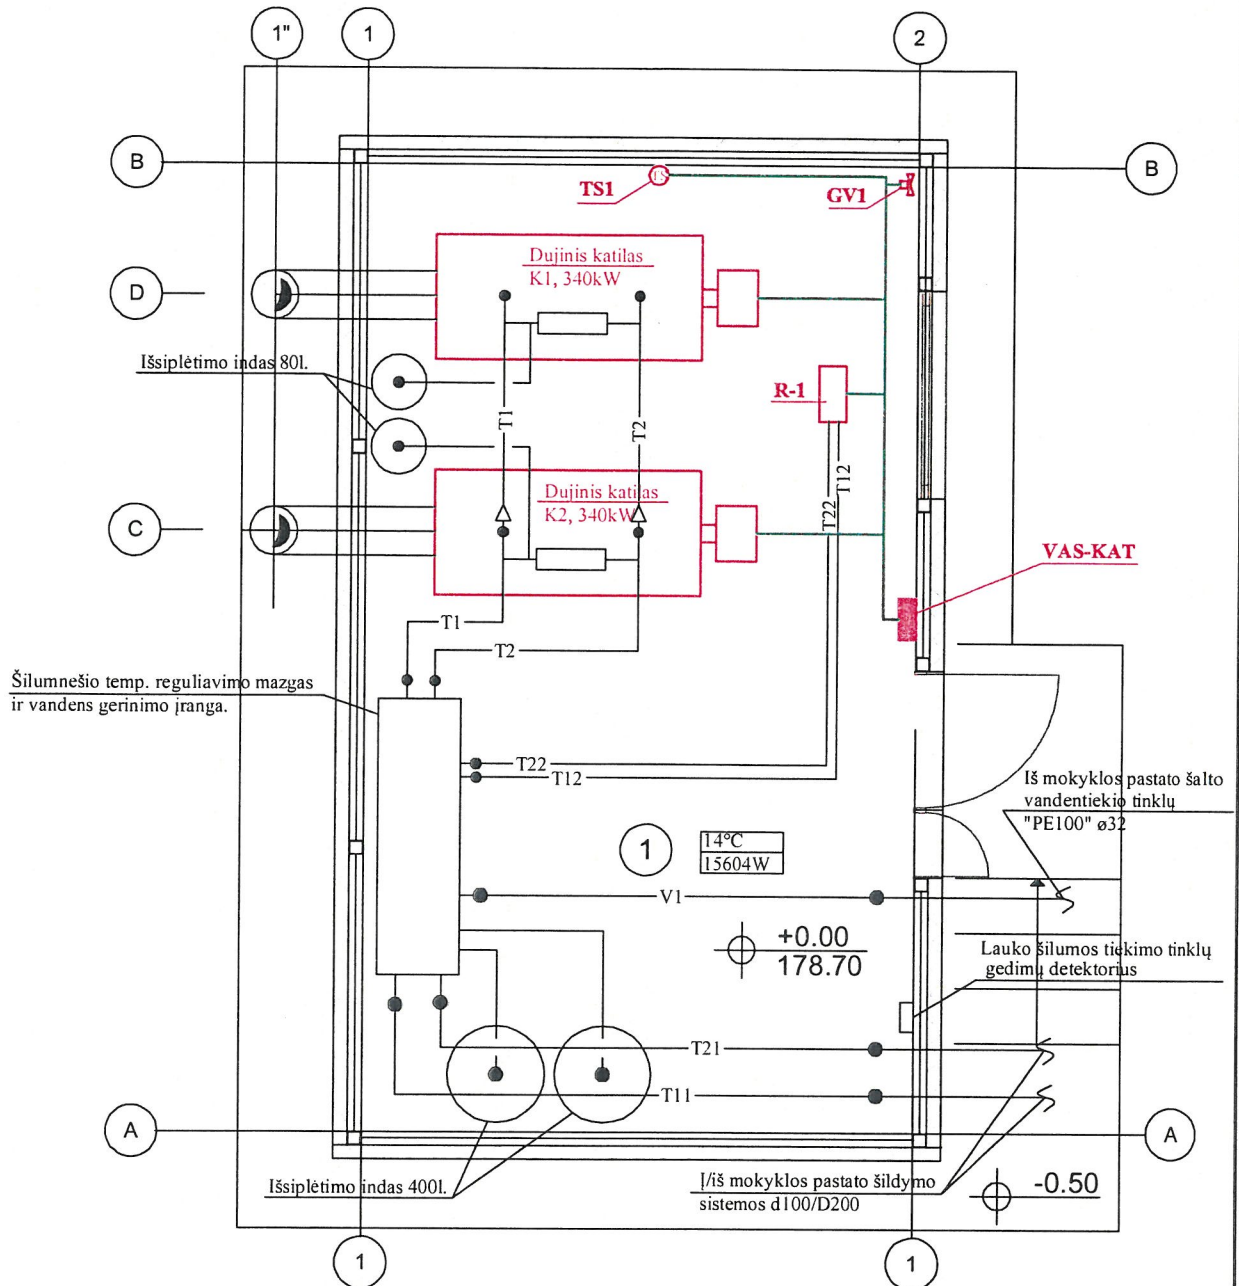 1"
1
2
B
B
TS1
TS
GV1
Dujinis katilas
K1, 340kW
D
Išsiplėtimo indas 80l.
R-1
T1
T2
T12
T22
Dujinis katilas
K2, 340kW
C
VAS-KAT
T1
T2
Šilumnešio temp. reguliavimo mazgas
ir vandens gerinimo įranga.
T22
T12
Iš mokyklos pastato šalto
vandentiekio tinklų
"PE100" ø32
1
14°C
15604W
V1
+0.00
178.70
Lauko šilumos tiekimo tinklų
gedimų detektorius
T21
T11
A
A
Išsiplėtimo indas 400l.
Į/iš mokyklos pastato šildymo
sistemos d100/D200
-0.50
1
1